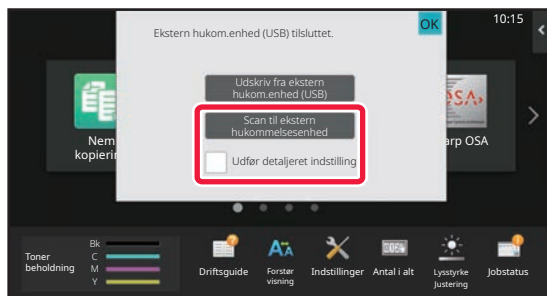 10:15
Ekstern hukom.enhed (USB) tilsluttet.
OK
Udskriv fra ekstern
hukom.enhed (USB)
Scan til ekstern
hukommelsesenhed
Udfør detaljeret indstilling
Nem
kopierin
OSA
arp OSA
Toner
beholdning
Bk
C
M
Y
Driftsguide
Forstør
visning
Indstillinger
Antal i alt
Lysstyrke
Justering
Jobstatus